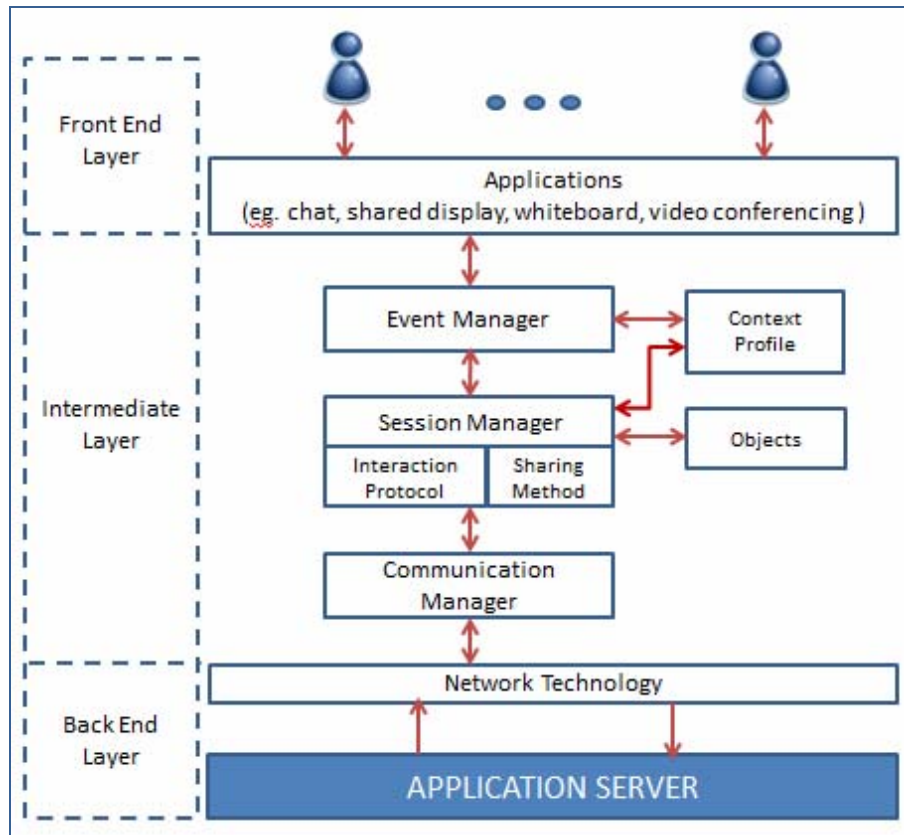 Front End
Layer
Applications
(eg. chat, shared display, whiteboard, video conferencing )
Event Manager
Context
Profile
Intermediate
Layer
Session Manager
Interaction
Protocol
Sharing
Method
Objects
Communication
Manager
Network Technology
Back End
Layer
APPLICATION SERVER